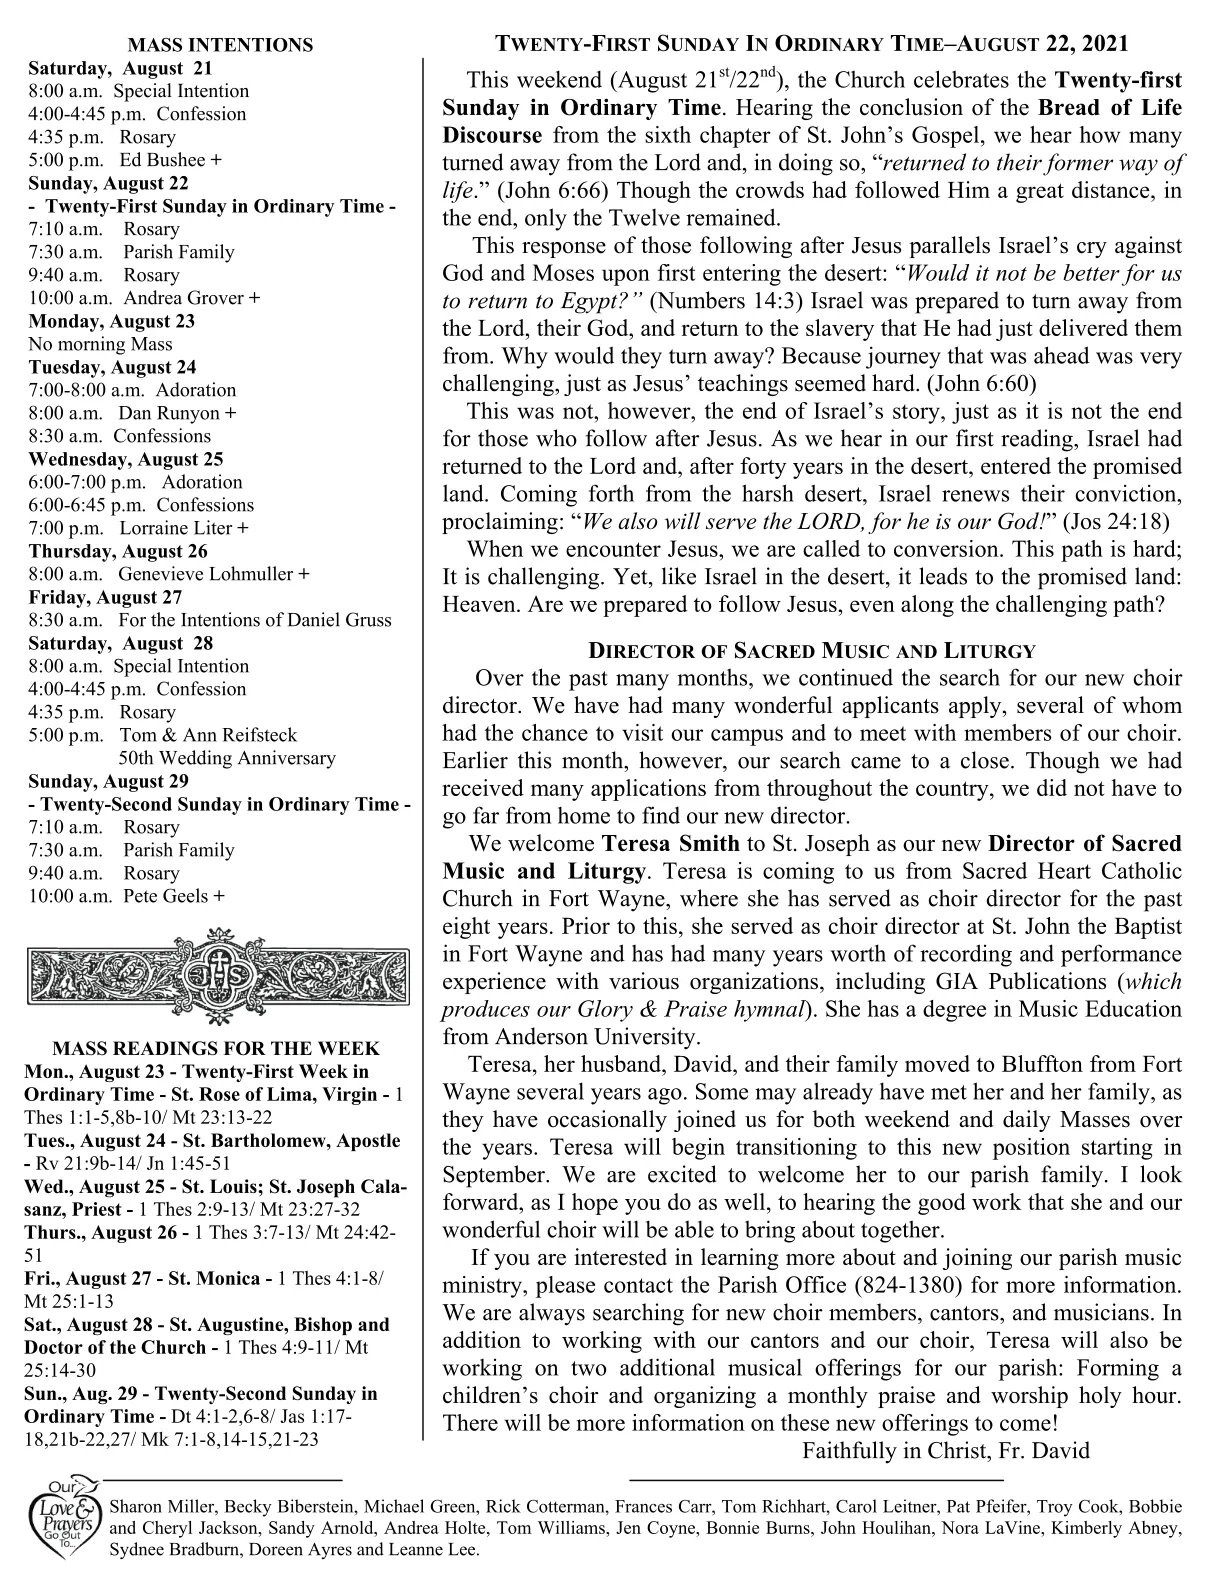 MASS INTENTIONS
Saturday,  August  21
8:00 a.m.  Special Intention
4:00-4:45 p.m.  Confession
4:35 p.m.   Rosary
5:00 p.m.   Ed Bushee +
Sunday, August 22
-  Twenty-First Sunday in Ordinary Time -
7:10 a.m.    Rosary
7:30 a.m.    Parish Family
9:40 a.m.    Rosary
10:00 a.m.  Andrea Grover +
Monday, August 23
No morning Mass
Tuesday, August 24
7:00-8:00 a.m.  Adoration
8:00 a.m.   Dan Runyon +
8:30 a.m.  Confessions
Wednesday, August 25
6:00-7:00 p.m.   Adoration
6:00-6:45 p.m.  Confessions
7:00 p.m.   Lorraine Liter +
Thursday, August 26
8:00 a.m.   Genevieve Lohmuller +
Friday, August 27
8:30 a.m.   For the Intentions of Daniel Gruss
Saturday,  August  28
8:00 a.m.  Special Intention
4:00-4:45 p.m.  Confession
4:35 p.m.   Rosary
5:00 p.m.   Tom & Ann Reifsteck
50th Wedding Anniversary
Sunday, August 29
- Twenty-Second Sunday in Ordinary Time -
7:10 a.m.    Rosary
7:30 a.m.    Parish Family
9:40 a.m.    Rosary
10:00 a.m.  Pete Geels +
IHS
MASS READINGS FOR THE WEEK
Mon., August 23 - Twenty-First Week in
Ordinary Time - St. Rose of Lima, Virgin - 1
Thes 1:1-5,8b-10/ Mt 23:13-22
Tues., August 24 - St. Bartholomew, Apostle
- Rv 21:9b-14/ Jn 1:45-51
Wed., August 25 - St. Louis; St. Joseph Cala-
sanz, Priest - 1 Thes 2:9-13/ Mt 23:27-32
Thurs., August 26 - 1 Thes 3:7-13/ Mt 24:42-
51
Fri., August 27 - St. Monica - 1 Thes 4:1-8/
Mt 25:1-13
Sat., August 28 - St. Augustine, Bishop and
Doctor of the Church - 1 Thes 4:9-11/ Mt
25:14-30
Sun., Aug. 29 - Twenty-Second Sunday in
Ordinary Time - Dt 4:1-2,6-8/ Jas 1:17-
18,21b-22,27/ Mk 7:1-8,14-15,21-23
TWENTY-FIRST SUNDAY IN ORDINARY TIME–AUGUST 22, 2021
This weekend (August 21st/22nd), the Church celebrates the Twenty-first
Sunday in Ordinary Time. Hearing the conclusion of the Bread of Life
Discourse from the sixth chapter of St. John’s Gospel, we hear how many
turned away from the Lord and, in doing so, “returned to their former way of
life.” (John 6:66) Though the crowds had followed Him a great distance, in
the end, only the Twelve remained.
This response of those following after Jesus parallels Israel’s cry against
God and Moses upon first entering the desert: “Would it not be better for us
to return to Egypt?” (Numbers 14:3) Israel was prepared to turn away from
the Lord, their God, and return to the slavery that He had just delivered them
from. Why would they turn away? Because journey that was ahead was very
challenging, just as Jesus’ teachings seemed hard. (John 6:60)
This was not, however, the end of Israel’s story, just as it is not the end
for those who follow after Jesus. As we hear in our first reading, Israel had
returned to the Lord and, after forty years in the desert, entered the promised
land. Coming forth from the harsh desert, Israel renews their conviction,
proclaiming: “We also will serve the LORD, for he is our God!” (Jos 24:18)
When we encounter Jesus, we are called to conversion. This path is hard;
It is challenging. Yet, like Israel in the desert, it leads to the promised land:
Heaven. Are we prepared to follow Jesus, even along the challenging path?
DIRECTOR OF SACRED MUSIC AND LITURGY
Over the past many months, we continued the search for our new choir
director. We have had many wonderful applicants apply, several of whom
had the chance to visit our campus and to meet with members of our choir.
Earlier this month, however, our search came to a close. Though we had
received many applications from throughout the country, we did not have to
go far from home to find our new director.
We welcome Teresa Smith to St. Joseph as our new Director of Sacred
Music and Liturgy. Teresa is coming to us from Sacred Heart Catholic
Church in Fort Wayne, where she has served as choir director for the past
eight years. Prior to this, she served as choir director at St. John the Baptist
in Fort Wayne and has had many years worth of recording and performance
experience with various organizations, including GIA Publications (which
produces our Glory & Praise hymnal). She has a degree in Music Education
from Anderson University.
Teresa, her husband, David, and their family moved to Bluffton from Fort
Wayne several years ago. Some may already have met her and her family, as
they have occasionally joined us for both weekend and daily Masses over
the years. Teresa will begin transitioning to this new position starting in
September. We are excited to welcome her to our parish family. I look
forward, as I hope you do as well, to hearing the good work that she and our
wonderful choir will be able to bring about together.
If you are interested in learning more about and joining our parish music
ministry, please contact the Parish Office (824-1380) for more information.
We are always searching for new choir members, cantors, and musicians. In
addition to working with our cantors and our choir, Teresa will also be
working on two additional musical offerings for our parish: Forming a
children’s choir and organizing a monthly praise and worship holy hour.
There will be more information on these new offerings to come!
Faithfully in Christ, Fr. David
Our
Love &
Prayers
Go Out
To...
Sharon Miller, Becky Biberstein, Michael Green, Rick Cotterman, Frances Carr, Tom Richhart, Carol Leitner, Pat Pfeifer, Troy Cook, Bobbie
and Cheryl Jackson, Sandy Arnold, Andrea Holte, Tom Williams, Jen Coyne, Bonnie Burns, John Houlihan, Nora LaVine, Kimberly Abney,
Sydnee Bradburn, Doreen Ayres and Leanne Lee.